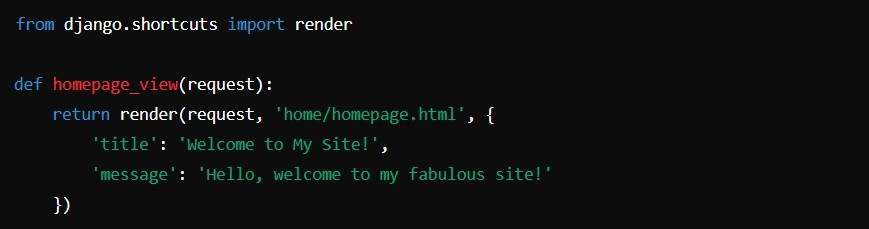 from django.shortcuts import render
def homepage_view(request):
    return render(request, 'home/homepage.html', {
        'title': 'Welcome to My Site!',
        'message': 'Hello, welcome to my fabulous site!'
    })